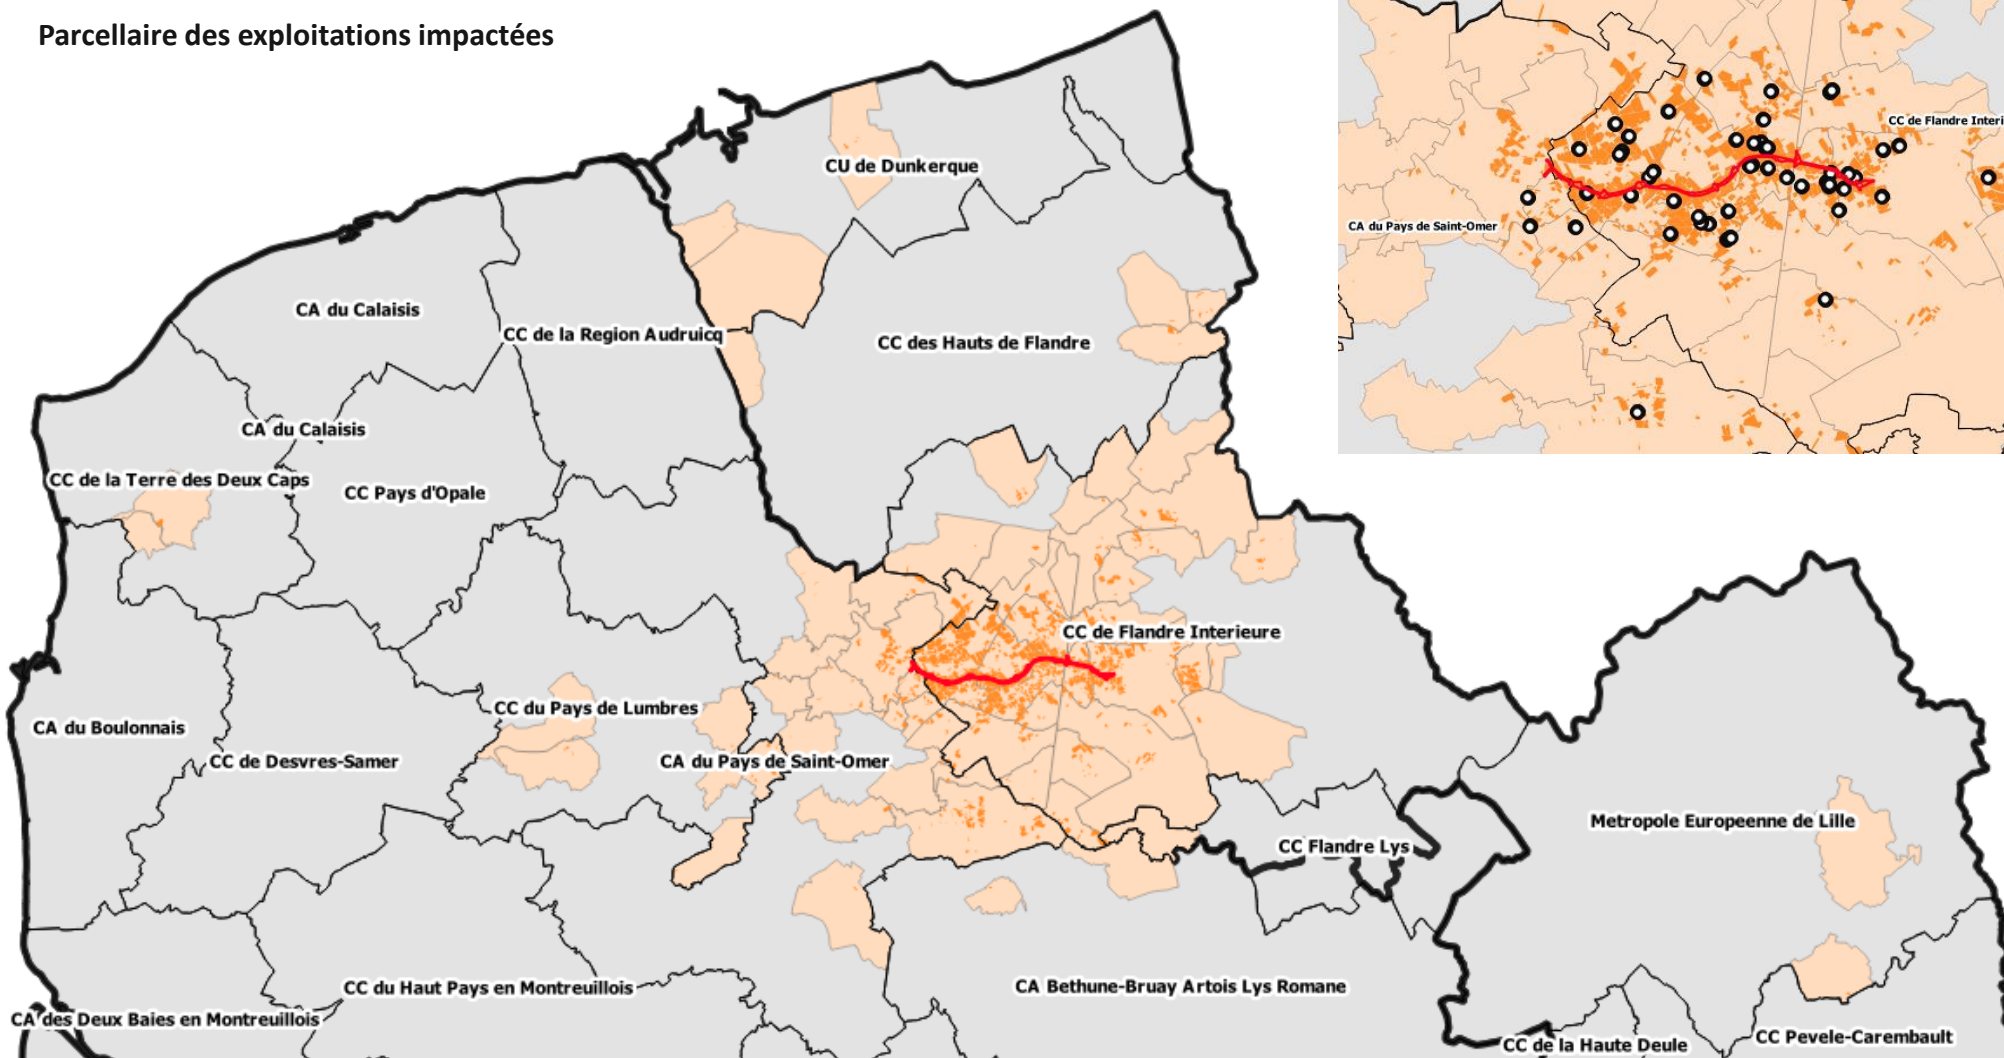 Parcellaire des exploitations impactées
CC de Flandre Interi
CA du Pays de Saint-Omer
CU de Dunkerque
CA du Calaisis
CC de la Region Audruicq
CC des Hauts de Flandre
CA du Calaisis
CC de la Terre des Deux Caps
CC Pays d'Opale
CC de Flandre Interieure
CC du Pays de Lumbres
CA du Boulonnais
CC de Desvres-Samer
CA du Pays de Saint-Omer
Metropole Europeenne de Lille
CC Flandre Lys
CC du Haut Pays en Montreuillois
CA Bethune-Bruay Artois Lys Romane
CA des Deux Baies en Montreuillois
CC de la Haute Deule
CC Pevele-Carembault